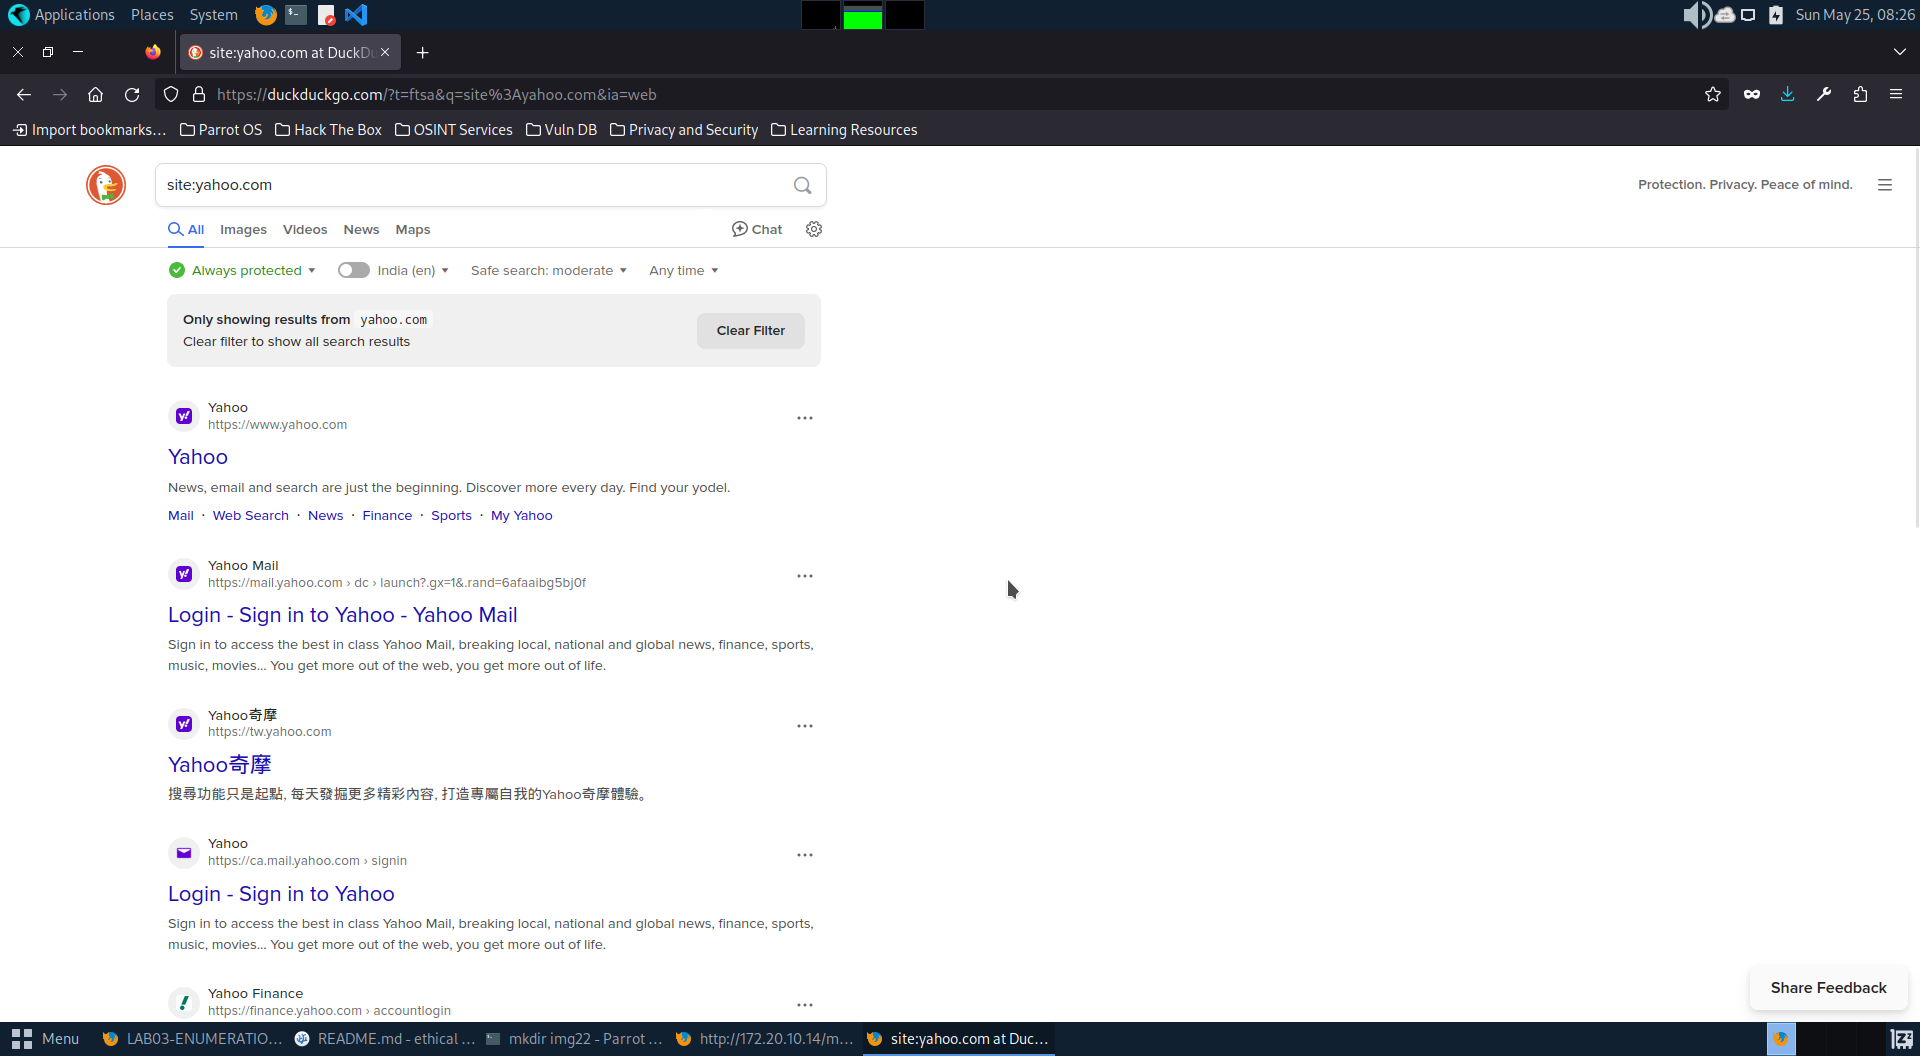 Applications Places System
Sun May 25, 08:26
site:yahoo.com at DuckDu
https://duckduckgo.com/?t=ftsa&q=site%3Ayahoo.com&ia=web
Import bookmarks... Parrot OS Hack The Box OSINT Services Vuln DB Privacy and Security Learning Resources
site:yahoo.com
Protection. Privacy. Peace of mind.
All Images Videos News Maps Chat
Always protected India (en) Safe search: moderate Any time
Only showing results from yahoo.com
Clear filter to show all search results
Clear Filter
Yahoo
https://www.yahoo.com
Yahoo
News, email and search are just the beginning. Discover more every day. Find your yodel.
Mail · Web Search · News · Finance · Sports · My Yahoo
Yahoo Mail
https://mail.yahoo.com › dc › launch?.gx=1&.rand=6afaaibg5bj0f
Login - Sign in to Yahoo - Yahoo Mail
Sign in to access the best in class Yahoo Mail, breaking local, national and global news, finance, sports,
music, movies... You get more out of the web, you get more out of life.
Yahoo奇摩
https://tw.yahoo.com
Yahoo奇摩
搜尋功能只是起點, 每天發掘更多精彩內容, 打造專屬自我的Yahoo奇摩體驗。
Yahoo
https://ca.mail.yahoo.com › signin
Login - Sign in to Yahoo
Sign in to access the best in class Yahoo Mail, breaking local, national and global news, finance, sports,
music, movies... You get more out of the web, you get more out of life.
Yahoo Finance
https://finance.yahoo.com › accountlogin
Share Feedback
Menu LAB03-ENUMERATIO... README.md - ethical ... mkdir img22 - Parrot ... http://172.20.10.14/m... site:yahoo.com at Duc...